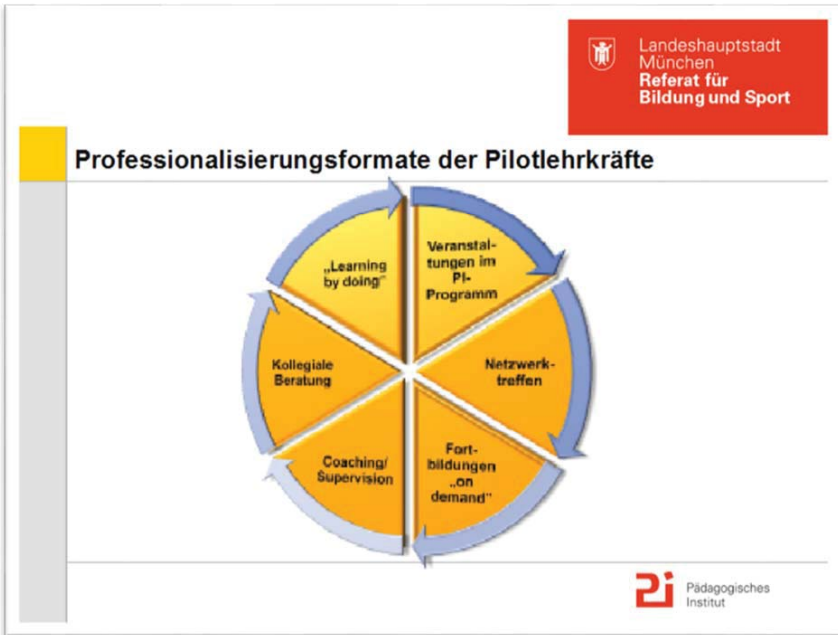 Landeshauptstadt
München
Referat für
Bildung und Sport
Professionalisierungsformate der Pilotlehrkräfte
„Learning
by doing"
Veranstal-
tungen im
PI-
Programm
Kollegiale
Beratung
Netzwerk-
treffen
Coaching/
Supervision
Fort-
bildungen
„on
demand"
Pi
Pädagogisches
Institut